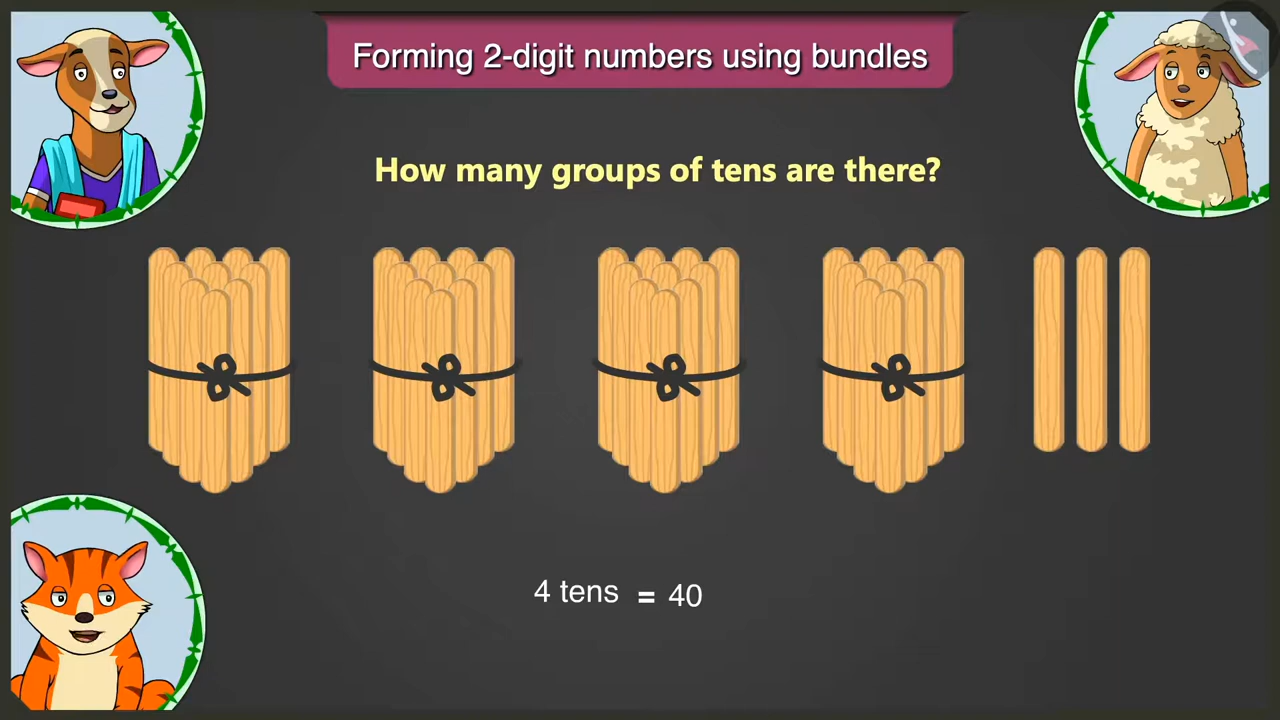 Forming 2-digit numbers using bundles
How many groups of tens are there?
4 tens = 40